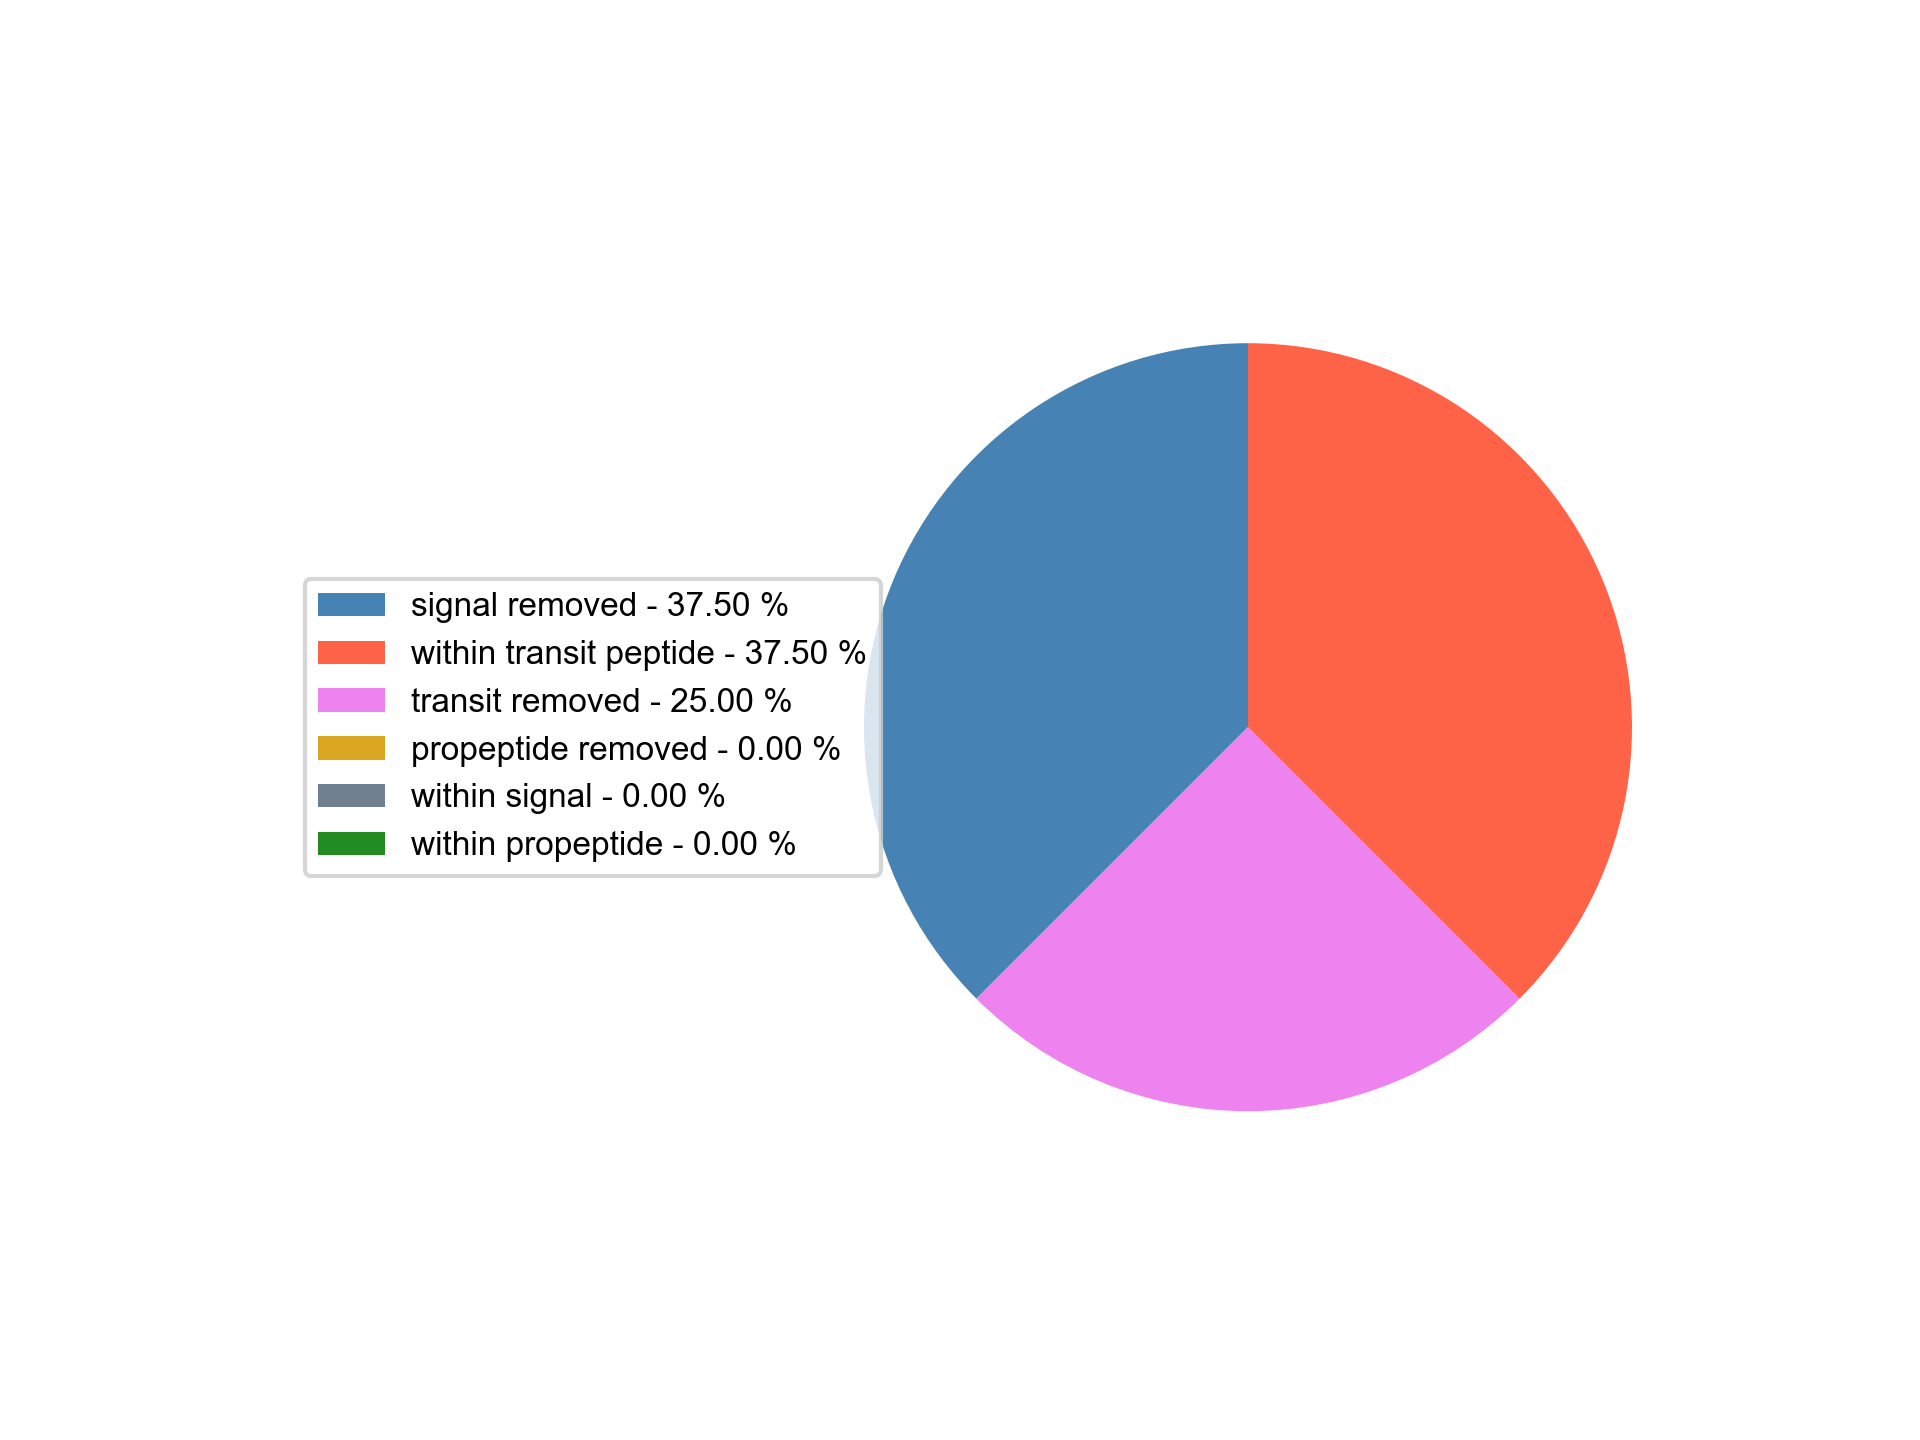 signal removed - 37.50 %
within transit peptide - 37.50 %
transit removed - 25.00 %
propeptide removed - 0.00 %
within signal - 0.00 %
within propeptide - 0.00 %